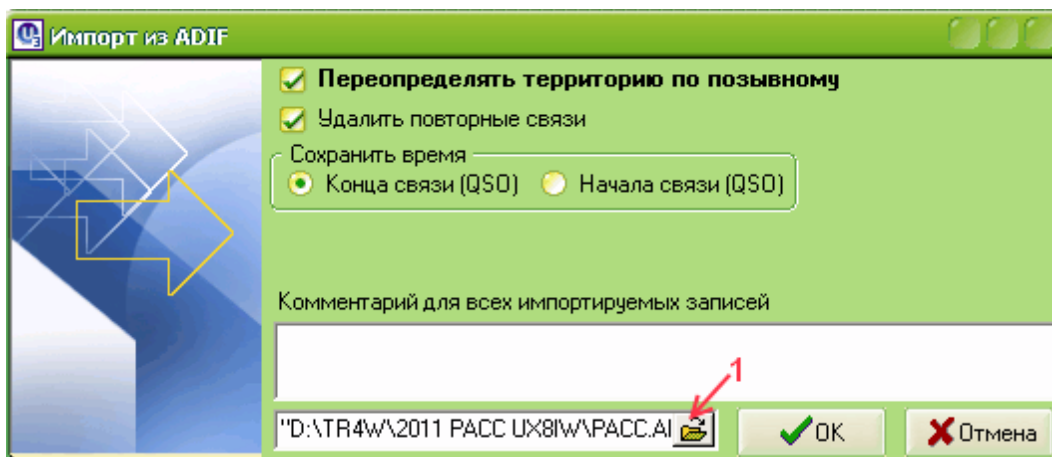 Импорт из ADIF
Переопределять территорию по позывному
Удалить повторные связи
Сохранить время
Конца связи (QSO) Начала связи (QSO)
Комментарий для всех импортируемых записей
1
"D:\TR4W\2011 PACC UX8IW\PACC.AI OK Отмена